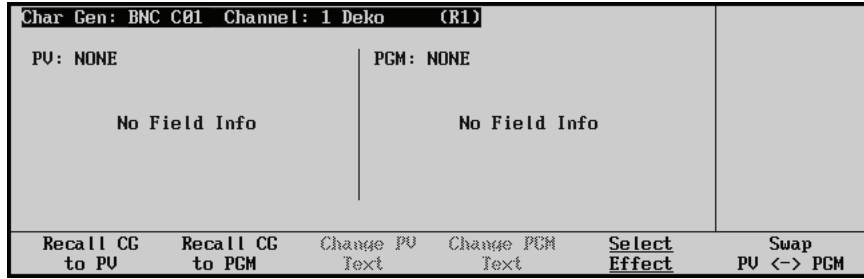 Char Gen: BNC C01 Channel: 1 Deko (R1)
PV: NONE PGM: NONE
No Field Info No Field Info
Recall CG Recall CG Change PV Change PGM Select Swap
to PV to PGM Text Text Effect PV <-> PGM